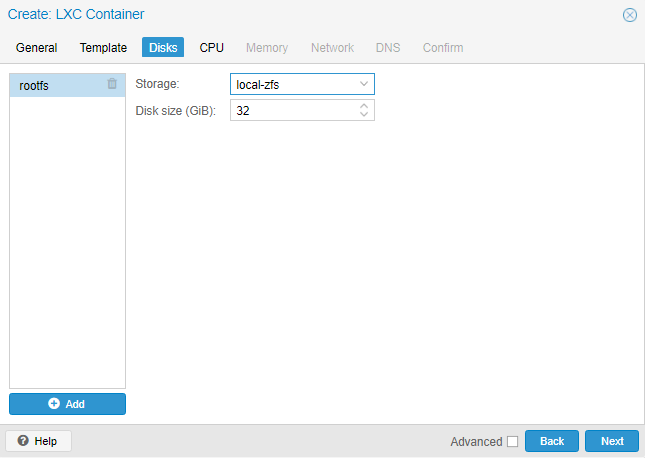 Create: LXC Container
General Template Disks CPU Memory Network DNS Confirm
rootfs
Storage: local-zfs
Disk size (GiB): 32
Add
Help Advanced Back Next